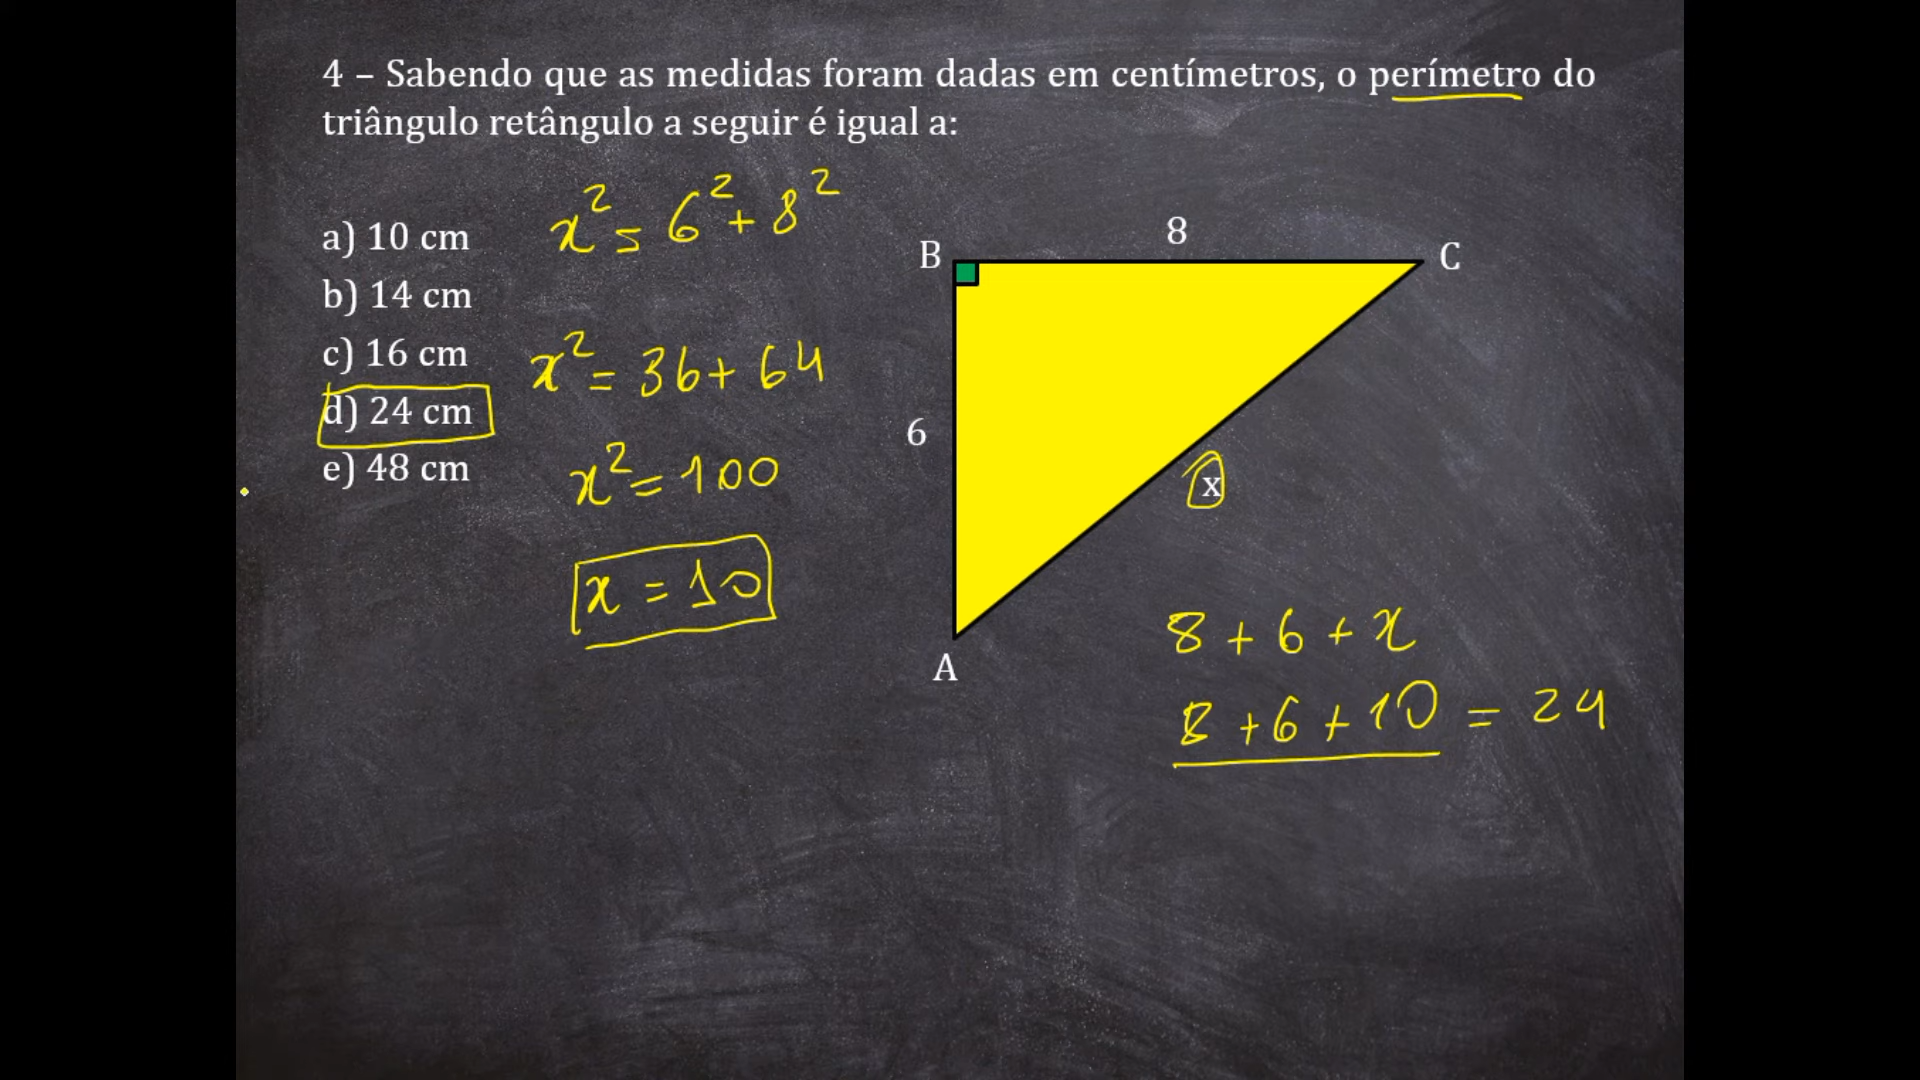 4 – Sabendo que as medidas foram dadas em centímetros, o perímetro do
triângulo retângulo a seguir é igual a:
a) 10 cm
b) 14 cm
c) 16 cm
d) 24 cm
e) 48 cm
x² = 6² + 8²
x² = 36 + 64
x² = 100
x = 10
B
8
C
6
x
A
8 + 6 + x
8 + 6 + 10 = 24